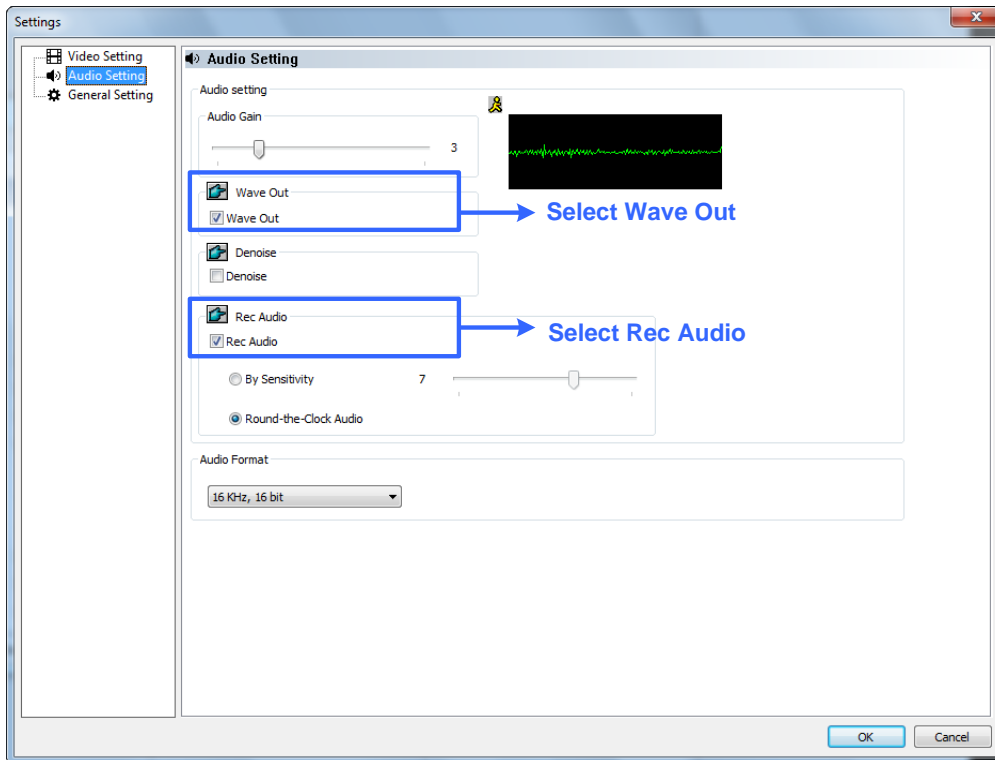 Settings
Video Setting
Audio Setting
General Setting
Audio Setting
Audio setting
Audio Gain
3
Wave Out
Wave Out
Select Wave Out
Denoise
Denoise
Rec Audio
Rec Audio
Select Rec Audio
By Sensitivity 7
Round-the-Clock Audio
Audio Format
16 KHz, 16 bit
OK Cancel